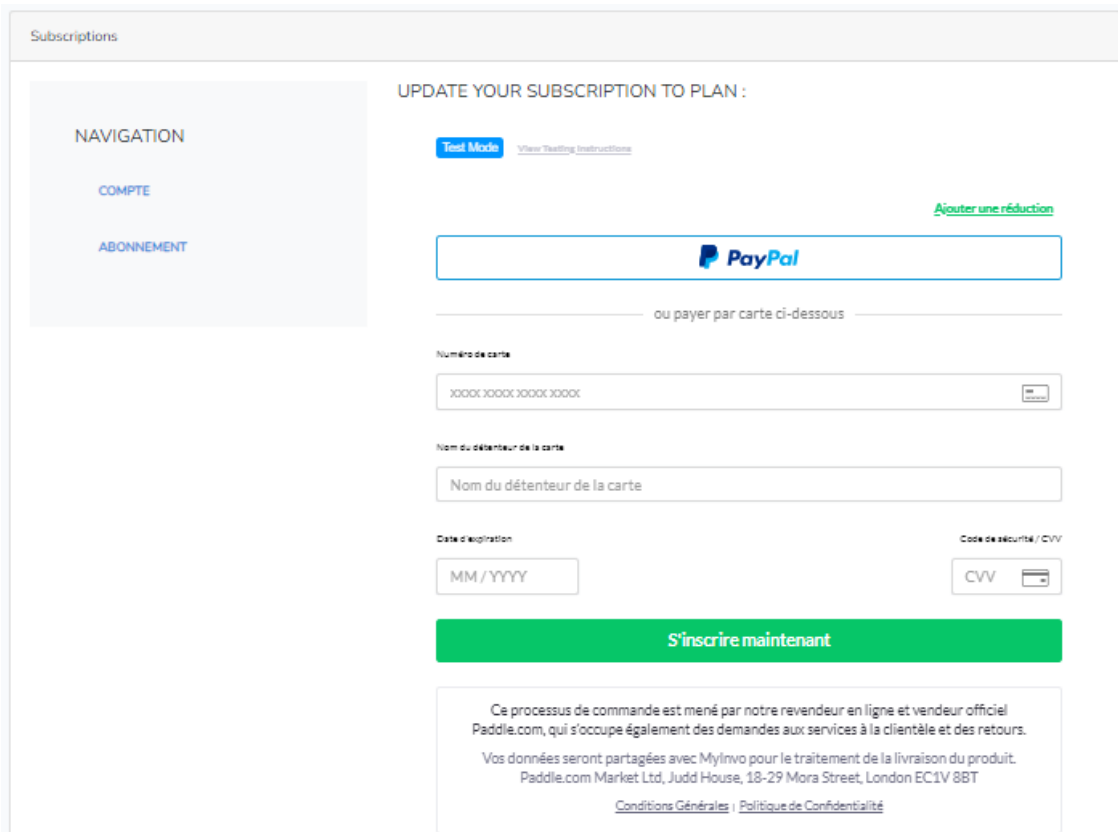 Subscriptions
NAVIGATION
COMPTE
ABONNEMENT
UPDATE YOUR SUBSCRIPTION TO PLAN :
Test Mode View Testing Instructions
Ajouter une réduction
PayPal
ou payer par carte ci-dessous
Numéro de carte
xxxx xxxx xxxx xxxx
Nom du détenteur de la carte
Nom du détenteur de la carte
Date d'expiration Code de sécurité / CVV
MM / YYYY CVV
S'inscrire maintenant
Ce processus de commande est mené par notre revendeur en ligne et vendeur officiel
Paddle.com, qui s'occupe également des demandes aux services à la clientèle et des retours.
Vos données seront partagées avec MyInvo pour le traitement de la livraison du produit.
Paddle.com Market Ltd, Judd House, 18-29 Mora Street, London EC1V 8BT
Conditions Générales | Politique de Confidentialité